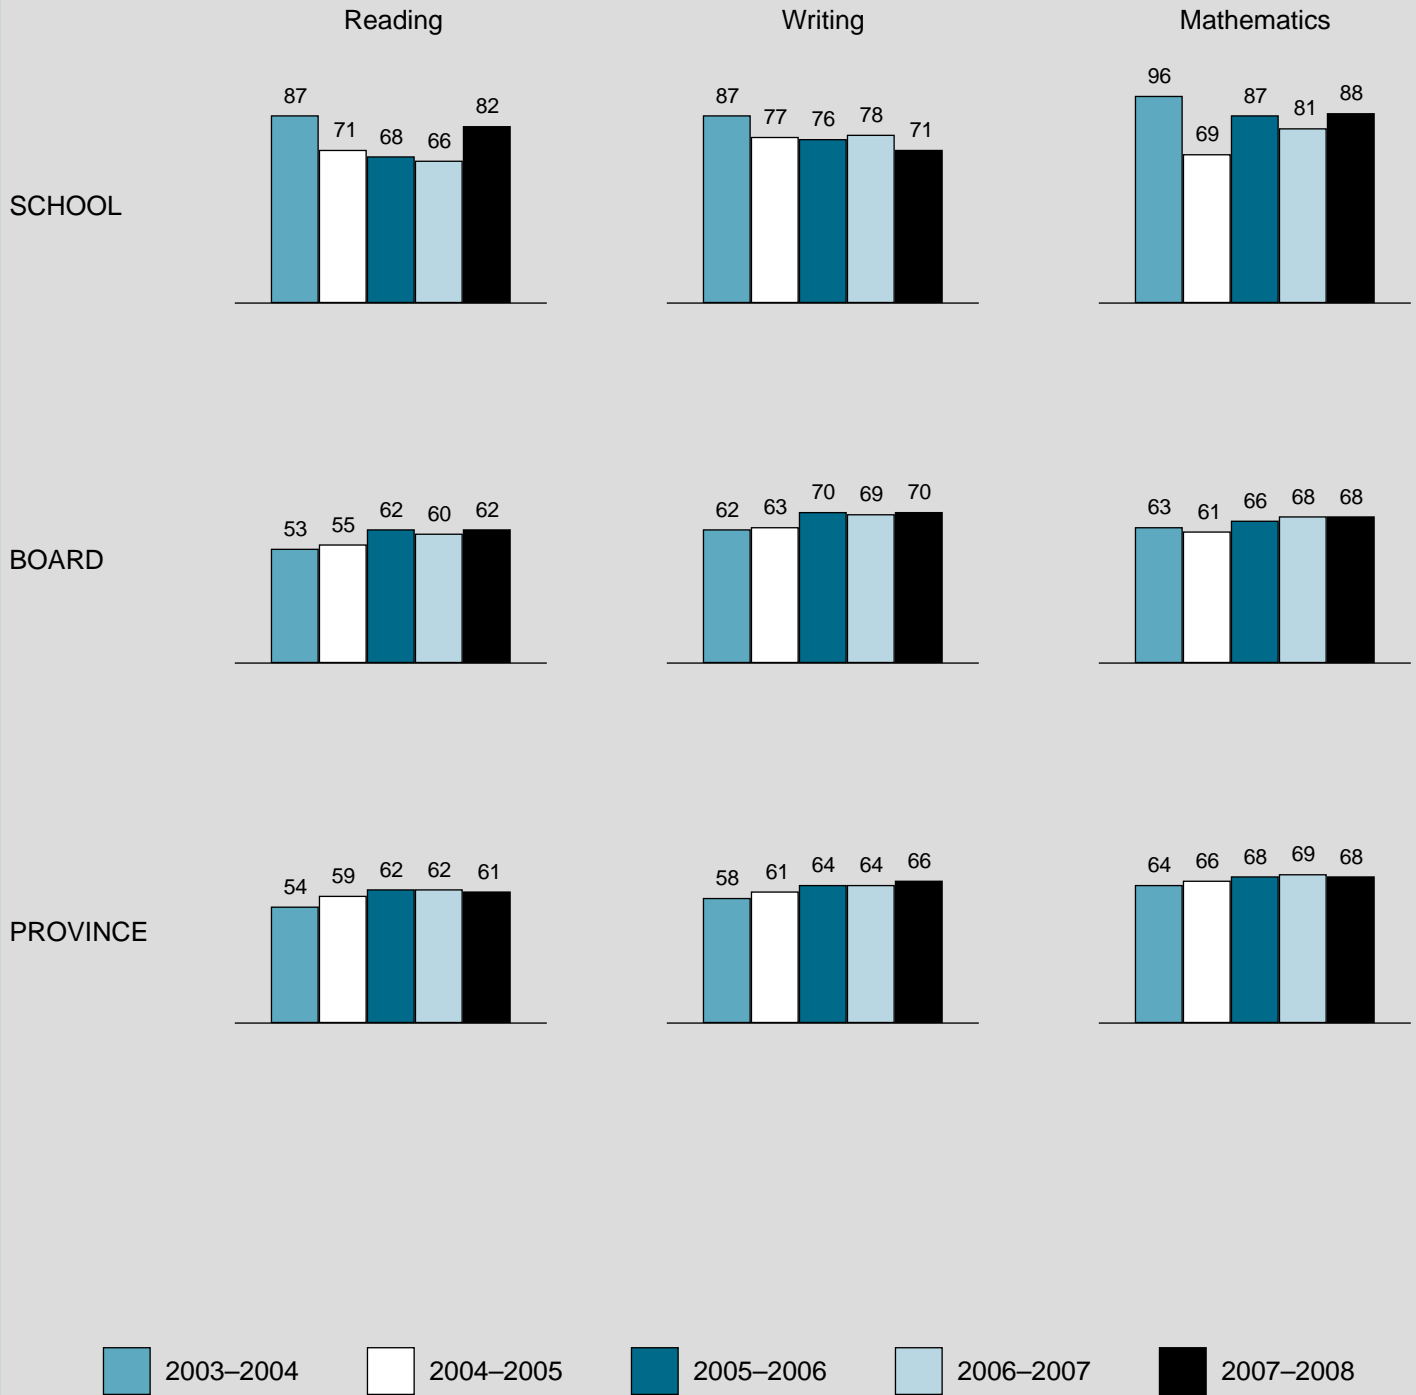 Reading Writing Mathematics
87 71 68 66 82
87 77 76 78 71
96 69 87 81 88
SCHOOL
53 55 62 60 62
62 63 70 69 70
63 61 66 68 68
BOARD
54 59 62 62 61
58 61 64 64 66
64 66 68 69 68
PROVINCE
2003–2004 2004–2005 2005–2006 2006–2007 2007–2008